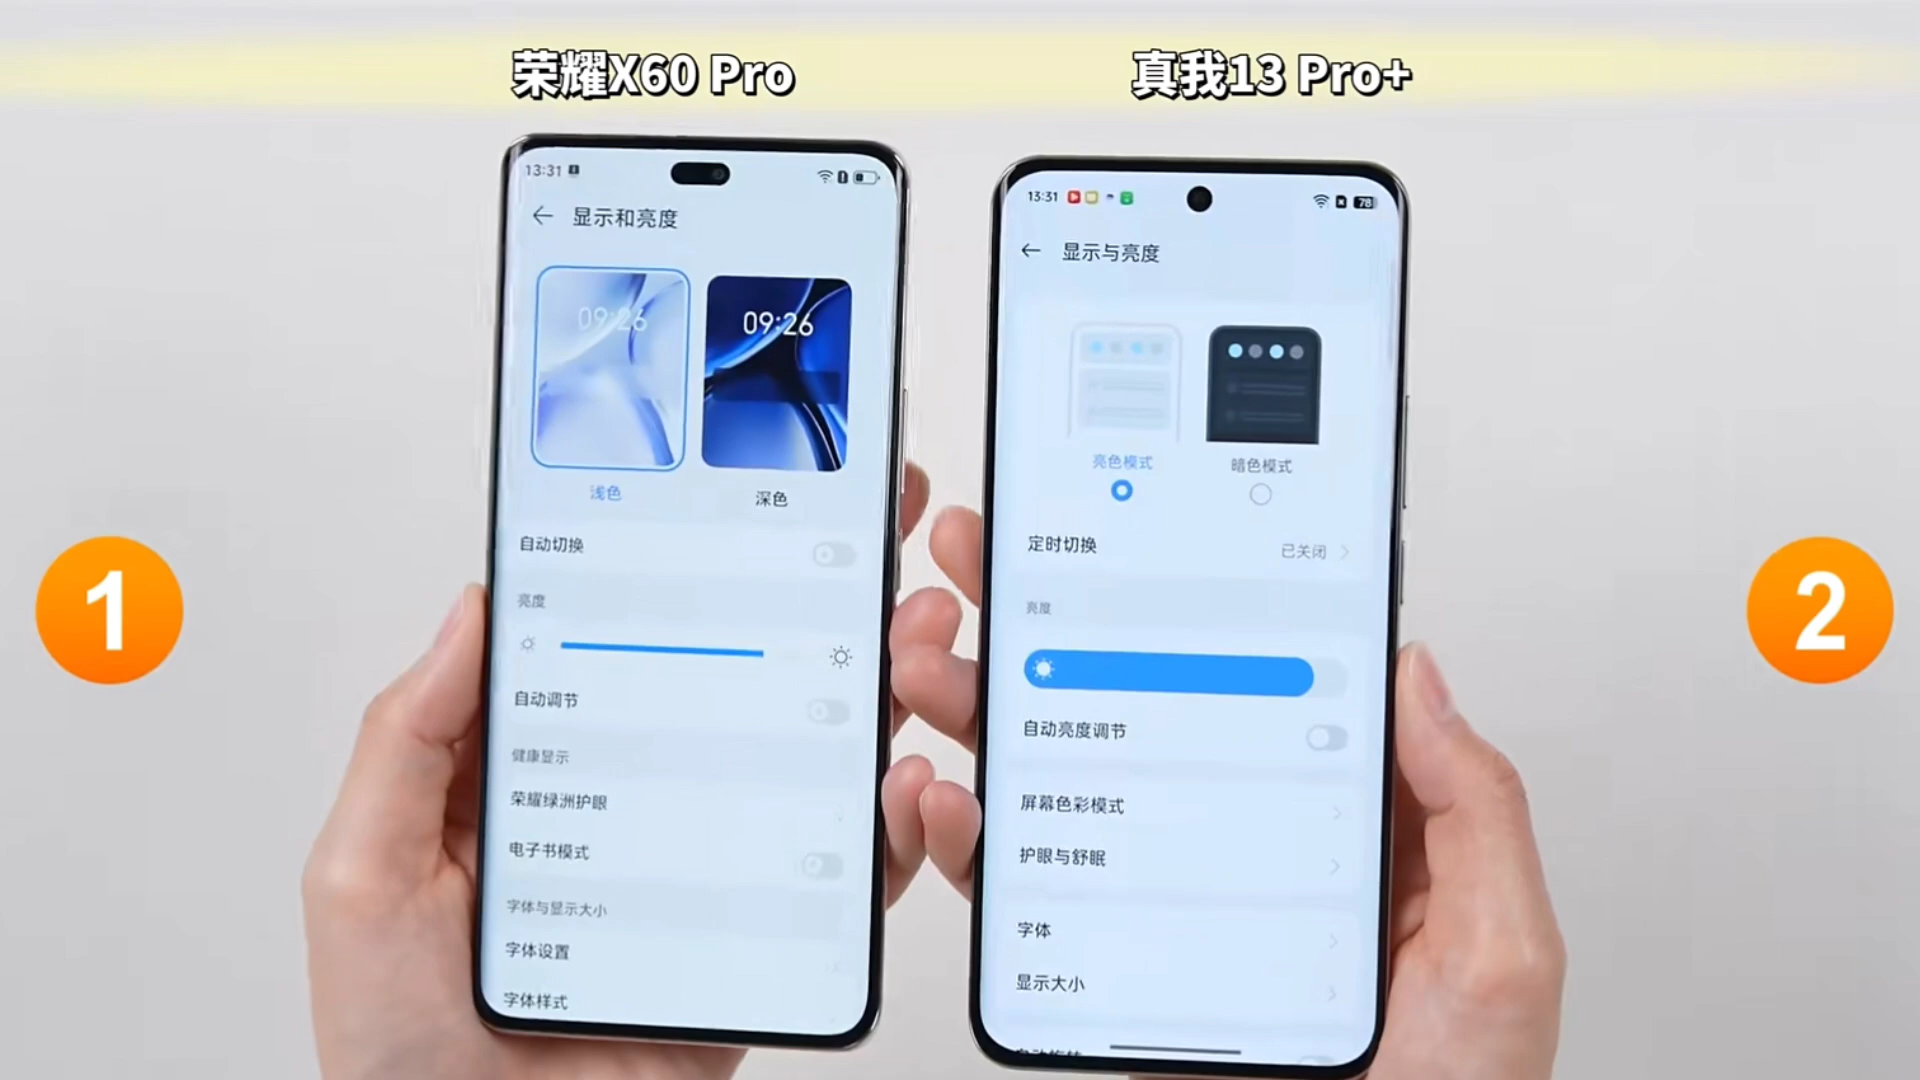 荣耀X60 Pro
真我13 Pro+
1
2
13:31
显示和亮度
09:26
09:26
浅色
深色
自动切换
亮度
自动调节
健康显示
荣耀绿洲护眼
电子书模式
字体与显示大小
字体设置
字体样式
13:31
78
显示与亮度
亮色模式
暗色模式
定时切换
已关闭
亮度
自动亮度调节
屏幕色彩模式
护眼与舒眠
字体
显示大小